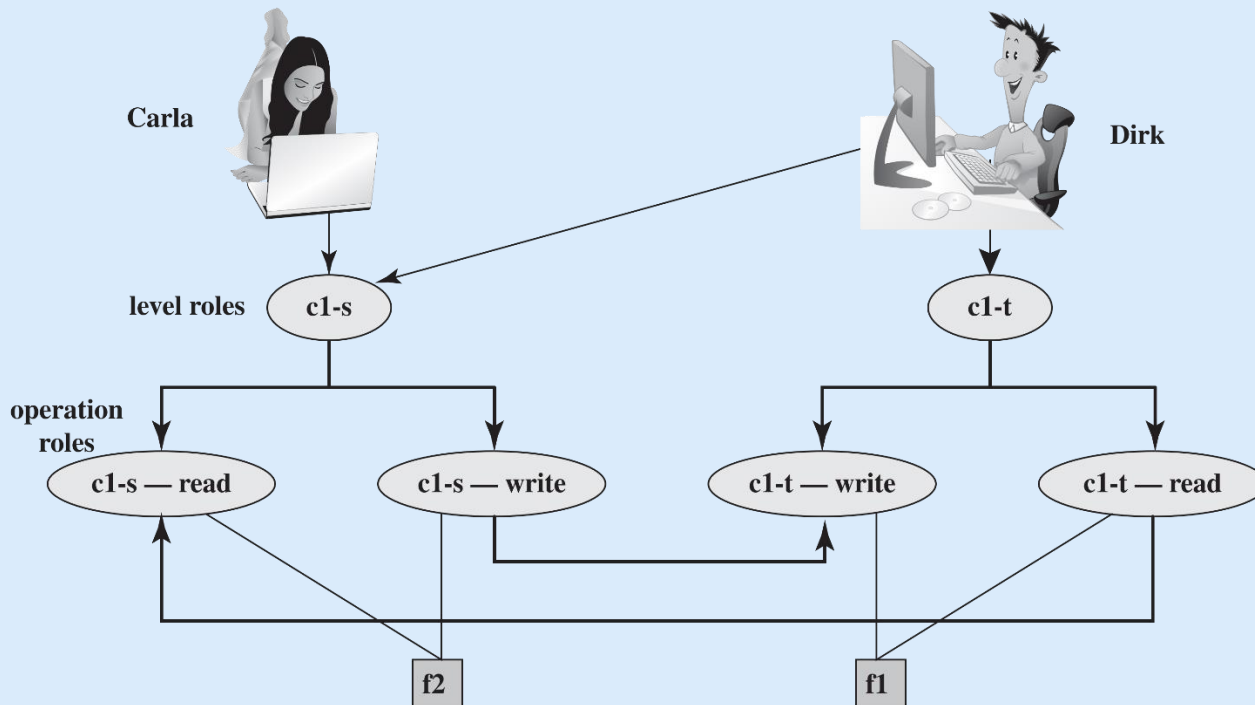 Carla
Dirk
level roles
c1-s
c1-t
operation
roles
c1-s — read
c1-s — write
c1-t — write
c1-t — read
f2
f1